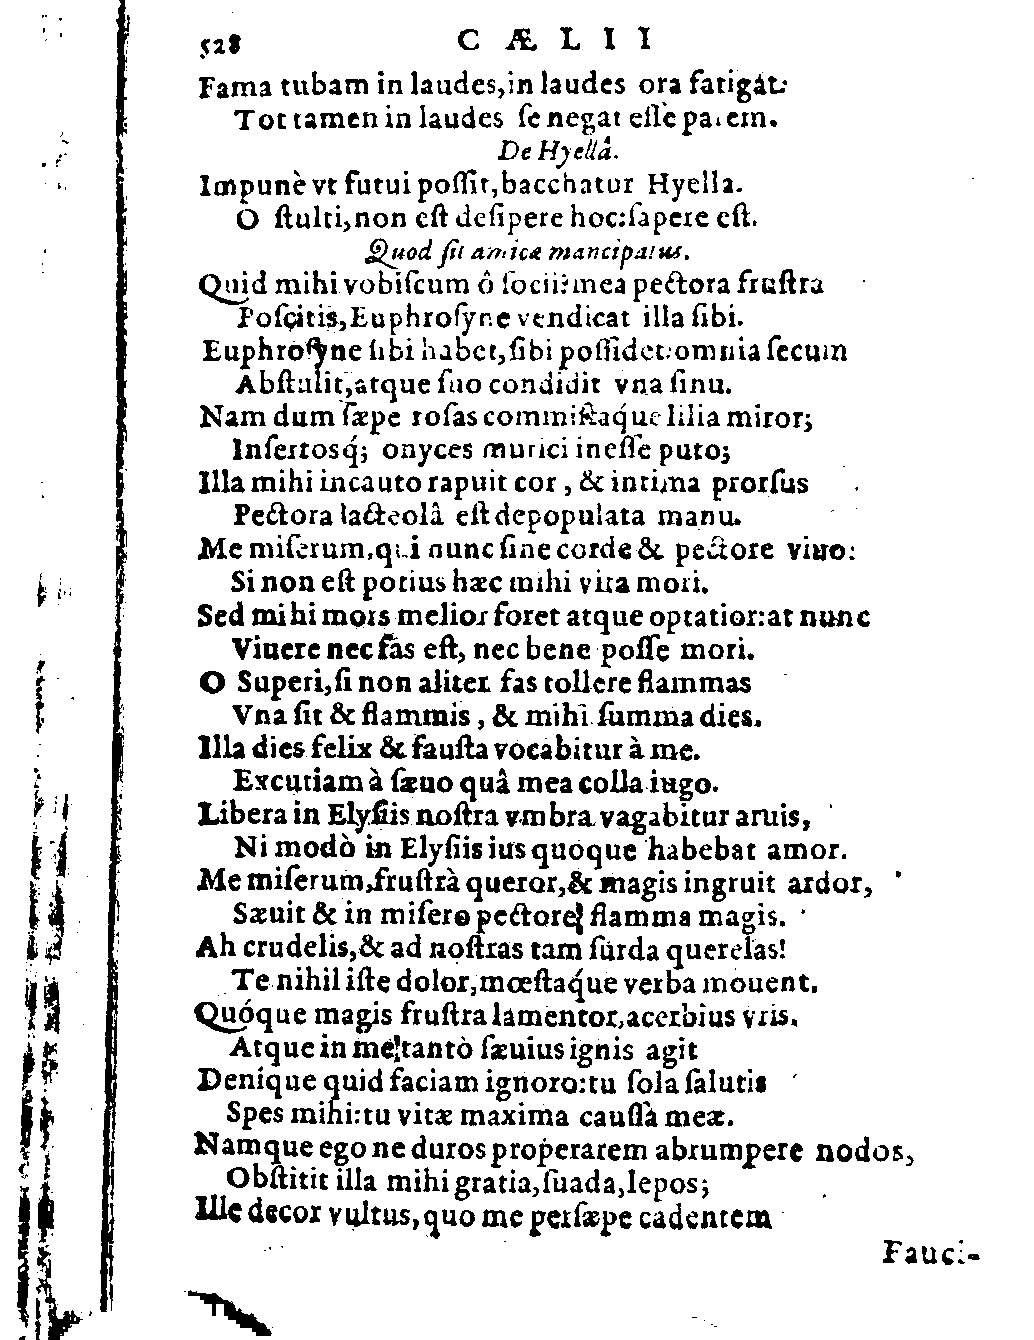 528 CÆLII
Fama tubam in laudes, in laudes ora fatigat:
Tot tamen in laudes ſe negat eſſe parem.
De Hyellâ.
Impunè vt futui poſſit, bacchatur Hyella.
O ſtulti, non eſt deſipere hoc: ſapere eſt.
Quod ſit amicæ mancipatus.
Quid mihi vobiſcum ô ſocii? mea pectora fruſtra
Poſcitis, Euphroſyne vendicat illa ſibi.
Euphroſyne ſibi habet, ſibi poſſidet: omnia ſecum
Abſtulit, atque ſuo condidit vna ſinu.
Nam dum ſæpe roſas commiſtaq́ue lilia miror;
Inſertosq́; onyces murici ineſſe puto;
Illa mihi incauto rapuit cor, & intima prorſus
Pectora lacteolâ eſt depopulata manu.
Me miſerum, qui nunc ſine corde & pectore viuo:
Si non eſt potius hæc mihi vita mori.
Sed mihi mors melior foret atque optatior: at nunc
Viuere nec fas eſt, nec bene poſſe mori.
O Superi, ſi non aliter fas tollere flammas
Vna ſit & flammis, & mihi ſumma dies.
Illa dies felix & fauſta vocabitur à me.
Excutiam à ſæuo quâ mea colla iugo.
Libera in Elyſiis noſtra vmbra vagabitur aruis,
Ni modò in Elyſiis ius quoque habebat amor.
Me miſerum, fruſtrà queror, & magis ingruit ardor,
Sæuit & in miſero pectore flamma magis.
Ah crudelis, & ad noſtras tam ſurda querelas!
Te nihil iſte dolor, mœſtaq́ue verba mouent.
Quóque magis fruſtra lamentor, acerbius vris,
Atque in me tantò ſæuius ignis agit
Denique quid faciam ignoro: tu ſola ſalutis
Spes mihi: tu vitæ maxima cauſſà meæ.
Namque ego ne duros properarem abrumpere nodos,
Obſtitit illa mihi gratia, ſuada, lepos;
Ille decor vultus, quo me perſæpe cadentem
Fauci-